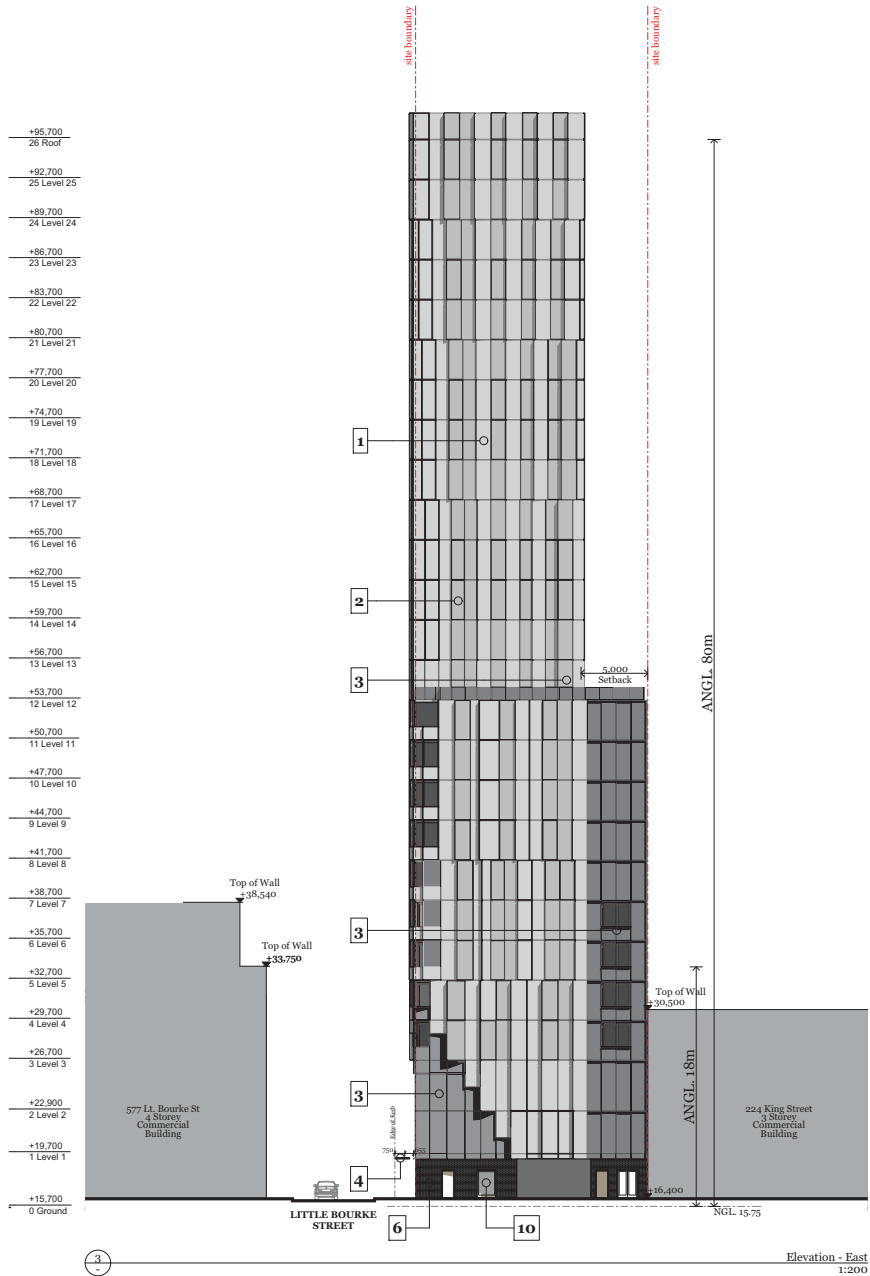 site boundary
site boundary
+95,700
26 Roof
+92,700
25 Level 25
+89,700
24 Level 24
+86,700
23 Level 23
+83,700
22 Level 22
+80,700
21 Level 21
+77,700
20 Level 20
+74,700
19 Level 19
+71,700
18 Level 18
+68,700
17 Level 17
+65,700
16 Level 16
+62,700
15 Level 15
+59,700
14 Level 14
+56,700
13 Level 13
+53,700
12 Level 12
+50,700
11 Level 11
+47,700
10 Level 10
+44,700
9 Level 9
+41,700
8 Level 8
+38,700
7 Level 7
+35,700
6 Level 6
+32,700
5 Level 5
+29,700
4 Level 4
+26,700
3 Level 3
+22,900
2 Level 2
+19,700
1 Level 1
+15,700
0 Ground
1
2
3
5,000
Setback
ANGL. 80m
Top of Wall
+38,540
Top of Wall
+33,750
3
Top of Wall
+30,500
ANGL. 18m
3
577 Lt. Bourke St
4 Storey
Commercial
Building
224 King Street
3 Storey
Commercial
Building
Edge of Kerb
750
4
+16,400
6
10
LITTLE BOURKE
STREET
NGL. 15.75
3
-
Elevation - East
1:200